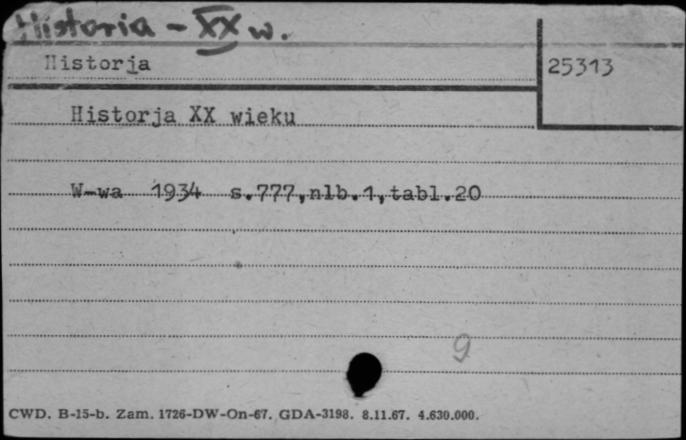 Historia - XX w.
Historja
25313
Historja XX wieku
W-wa 1934 s.777,nlb.1,tabl.20
9
CWD. B-15-b. Zam. 1726-DW-On-67. GDA-3198. 8.11.67. 4.630.000.